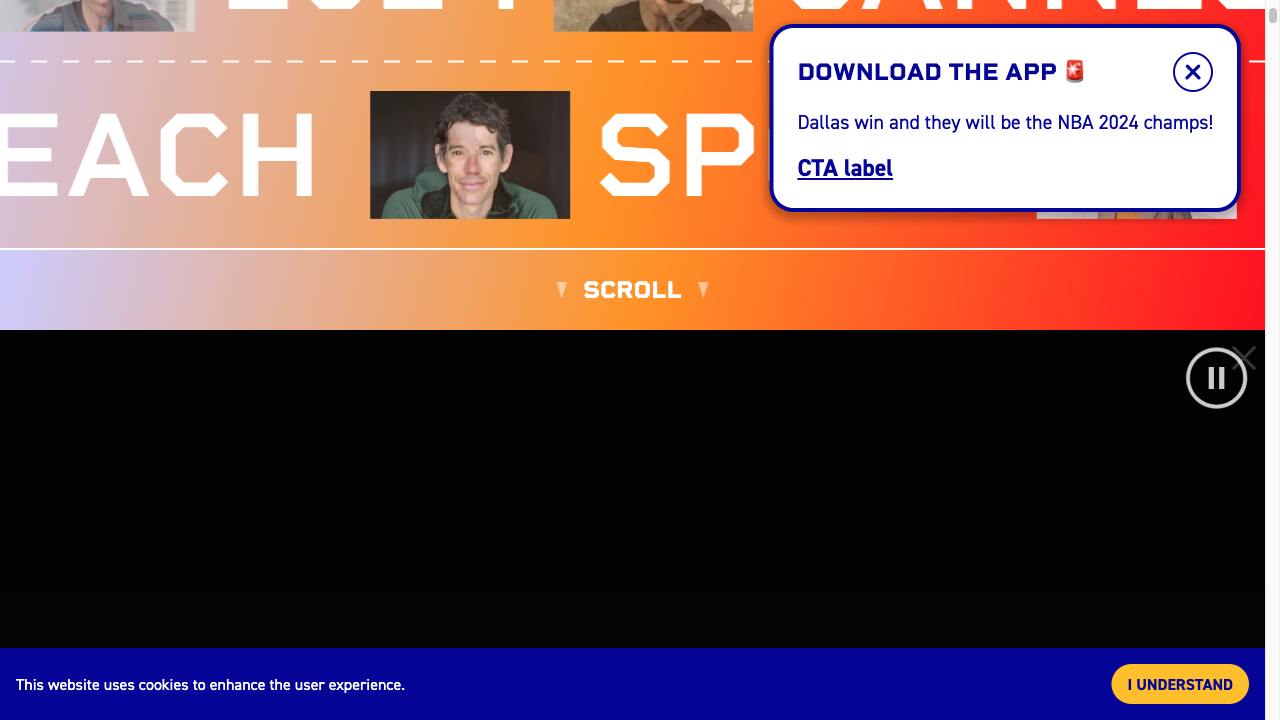 EACH SP
DOWNLOAD THE APP
Dallas win and they will be the NBA 2024 champs!
CTA label
SCROLL
This website uses cookies to enhance the user experience.
I UNDERSTAND